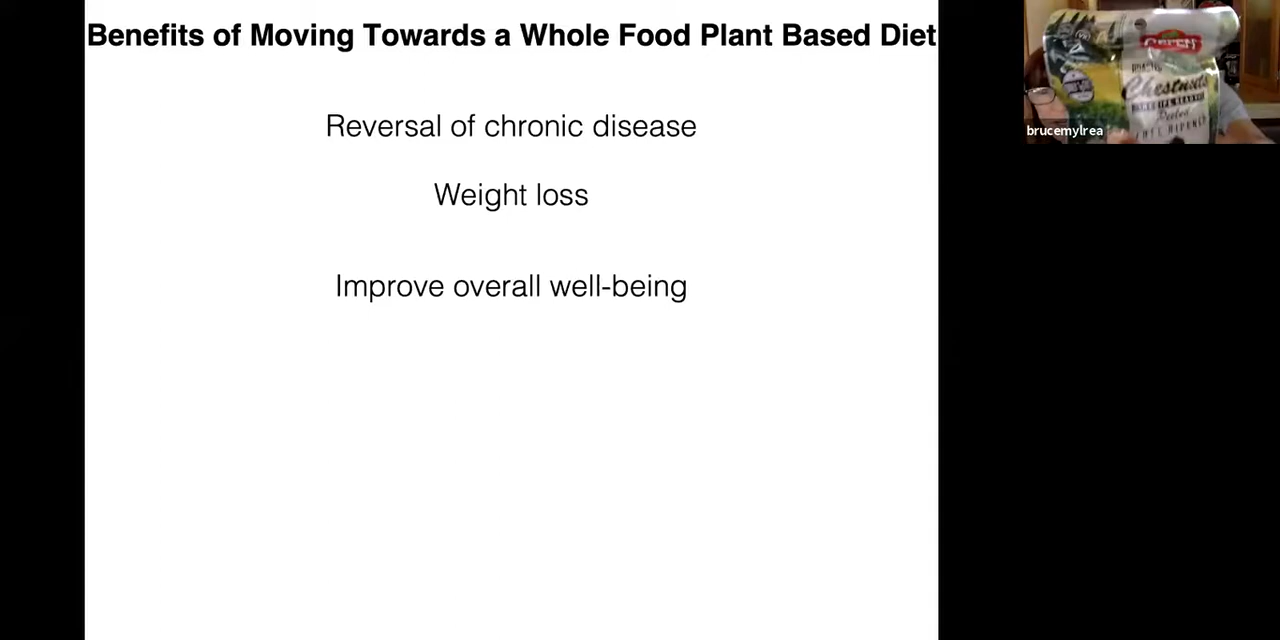 Benefits of Moving Towards a Whole Food Plant Based Diet
Reversal of chronic disease
Weight loss
Improve overall well-being
Chestnuts
Peeled
brucemylrea